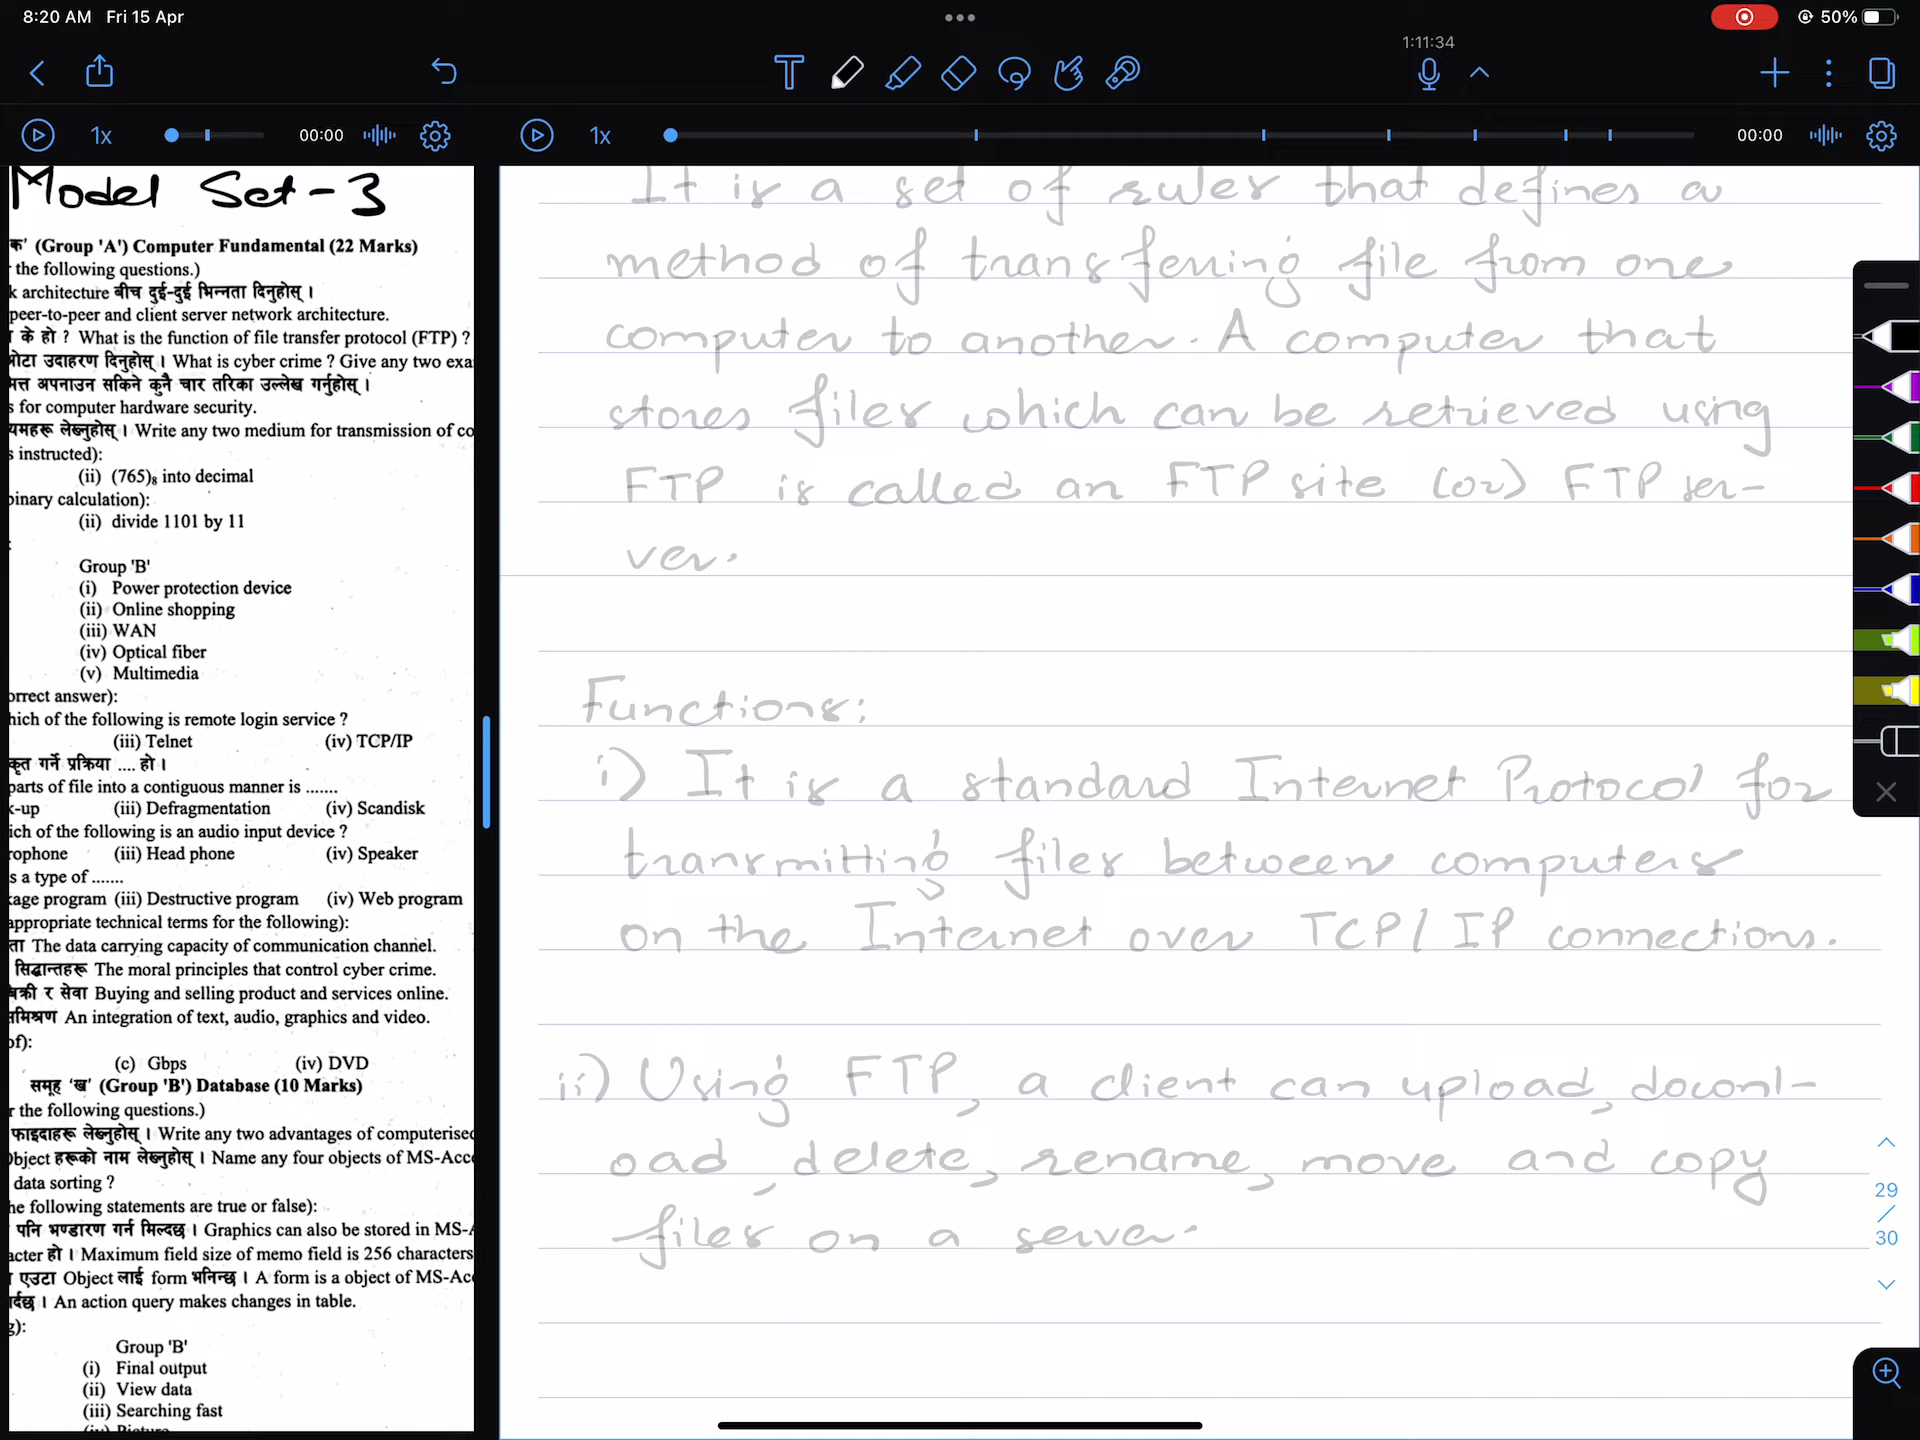 8:20 AM Fri 15 Apr
50%
1:11:34
1x
00:00
1x
00:00
Model Set-3
क' (Group 'A') Computer Fundamental (22 Marks)
the following questions.)
k architecture बीच दुई-दुई भिन्नता दिनुहोस् ।
peer-to-peer and client server network architecture.
के हो ? What is the function of file transfer protocol (FTP) ?
उदाहरण दिनुहोस् । What is cyber crime ? Give any two exa
अपनाउन सकिने कुनै चार तरिका उल्लेख गर्नुहोस् ।
s for computer hardware security.
लेख्नुहोस् । Write any two medium for transmission of co
s instructed):
(ii) (765)₈ into decimal
binary calculation):
(ii) divide 1101 by 11
:
Group 'B'
(i) Power protection device
(ii) Online shopping
(iii) WAN
(iv) Optical fiber
(v) Multimedia
orrect answer):
hich of the following is remote login service ?
(iii) Telnet (iv) TCP/IP
कृत गर्ने प्रक्रिया .... हो ।
parts of file into a contiguous manner is .......
k-up (iii) Defragmentation (iv) Scandisk
ich of the following is an audio input device ?
rophone (iii) Head phone (iv) Speaker
s a type of .......
kage program (iii) Destructive program (iv) Web program
appropriate technical terms for the following):
ता The data carrying capacity of communication channel.
सिद्धान्तहरू The moral principles that control cyber crime.
र सेवा Buying and selling product and services online.
An integration of text, audio, graphics and video.
of):
(c) Gbps (iv) DVD
समूह 'ख' (Group 'B') Database (10 Marks)
r the following questions.)
फाइदाहरू लेख्नुहोस् । Write any two advantages of computerised
Object हरूको नाम लेख्नुहोस् । Name any four objects of MS-Acc
data sorting ?
he following statements are true or false):
पनि भण्डारण गर्न मिल्दछ । Graphics can also be stored in MS-A
acter हो । Maximum field size of memo field is 256 characters
एउटा Object लाई form भनिन्छ । A form is a object of MS-Acc
An action query makes changes in table.
g):
Group 'B'
(i) Final output
(ii) View data
(iii) Searching fast
(iv) Picture
It is a set of rules that defines a
method of transferring file from one
computer to another. A computer that
stores files which can be retrieved using
FTP is called an FTP site (or) FTP ser-
ver.
Functions:
i) It is a standard Internet Protocol for
transmitting files between computers
on the Internet over TCP/IP connections.
ii) Using FTP, a client can upload, downl-
oad, delete, rename, move and copy
files on a server.
29
/
30